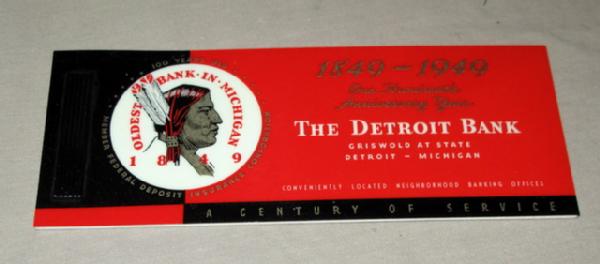 100 YEARS OLD
OLDEST BANK · IN · MICHIGAN
1849
MEMBER FEDERAL DEPOSIT INSURANCE CORPORATION
1849 – 1949
One Hundredth
Anniversary Year
THE DETROIT BANK
GRISWOLD AT STATE
DETROIT – MICHIGAN
CONVENIENTLY LOCATED NEIGHBORHOOD BANKING OFFICES
A CENTURY OF SERVICE